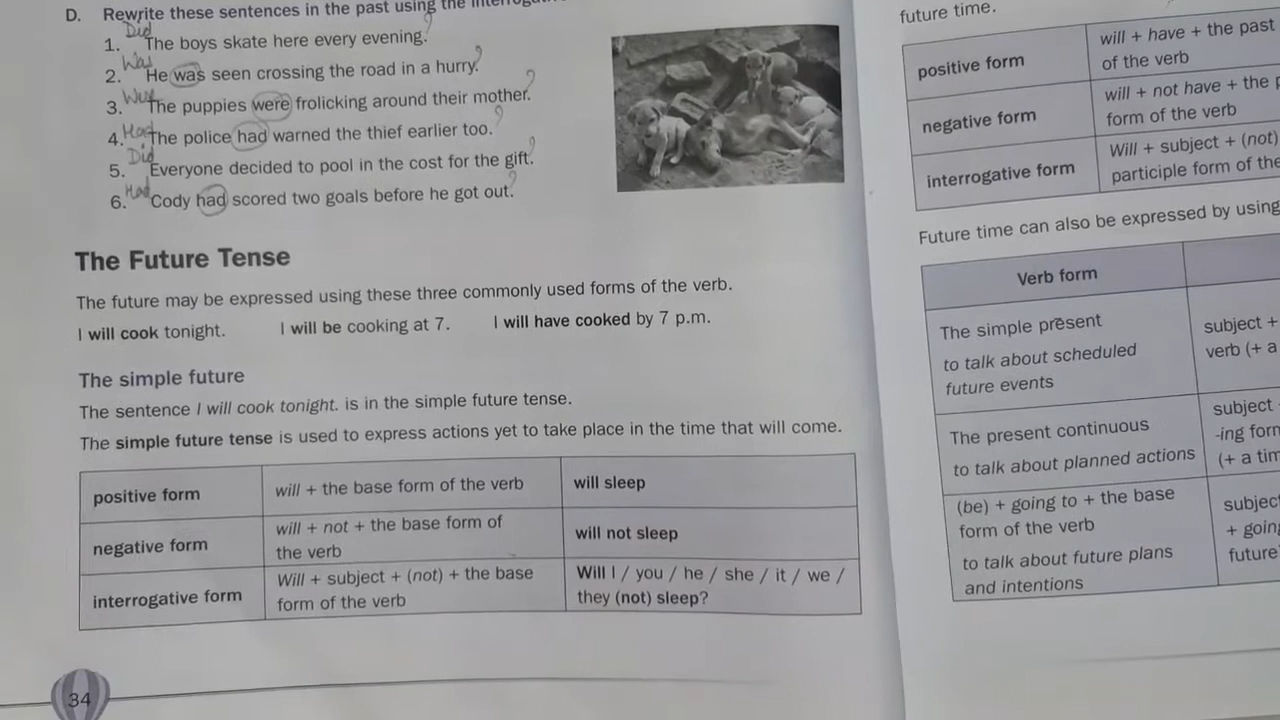 D. Rewrite these sentences in the past using the
Did
1. The boys skate here every evening.?
Was
2. He was seen crossing the road in a hurry.?
Were
3. The puppies were frolicking around their mother.?
4. Had The police had warned the thief earlier too.?
Did
5. Everyone decided to pool in the cost for the gift.?
6. Had Cody had scored two goals before he got out.?
The Future Tense
The future may be expressed using these three commonly used forms of the verb.
I will cook tonight. I will be cooking at 7. I will have cooked by 7 p.m.
The simple future
The sentence I will cook tonight. is in the simple future tense.
The simple future tense is used to express actions yet to take place in the time that will come.
positive form will + the base form of the verb will sleep
negative form will + not + the base form of
the verb will not sleep
interrogative form Will + subject + (not) + the base
form of the verb Will I / you / he / she / it / we /
they (not) sleep?
34
future time.
positive form will + have + the past
of the verb
negative form will + not have + the
form of the verb
interrogative form Will + subject + (not)
participle form of the
Future time can also be expressed by using
Verb form
The simple present
to talk about scheduled
future events
subject +
verb (+ a
The present continuous
to talk about planned actions
subject
-ing form
(+ a tim
(be) + going to + the base
form of the verb
to talk about future plans
and intentions
subject
+ going
future